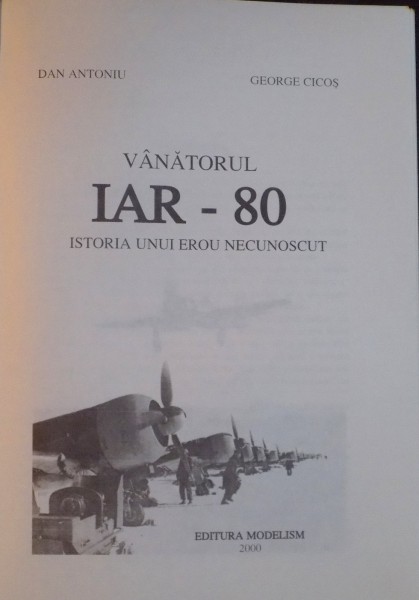 DAN ANTONIU
GEORGE CICOȘ
VÂNĂTORUL
IAR - 80
ISTORIA UNUI EROU NECUNOSCUT
EDITURA MODELISM
2000